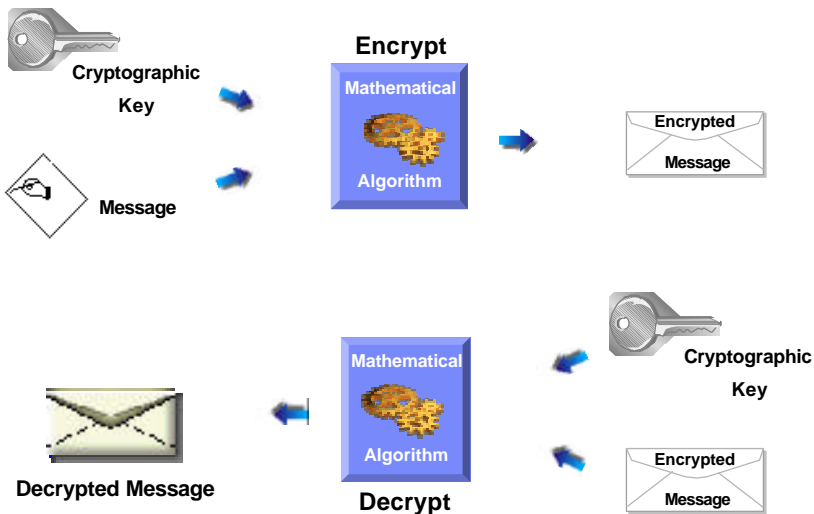 Encrypt
Cryptographic
Key
Mathematical
Algorithm
Encrypted
Message
Message
Cryptographic
Key
Mathematical
Algorithm
Encrypted
Message
Decrypted Message
Decrypt